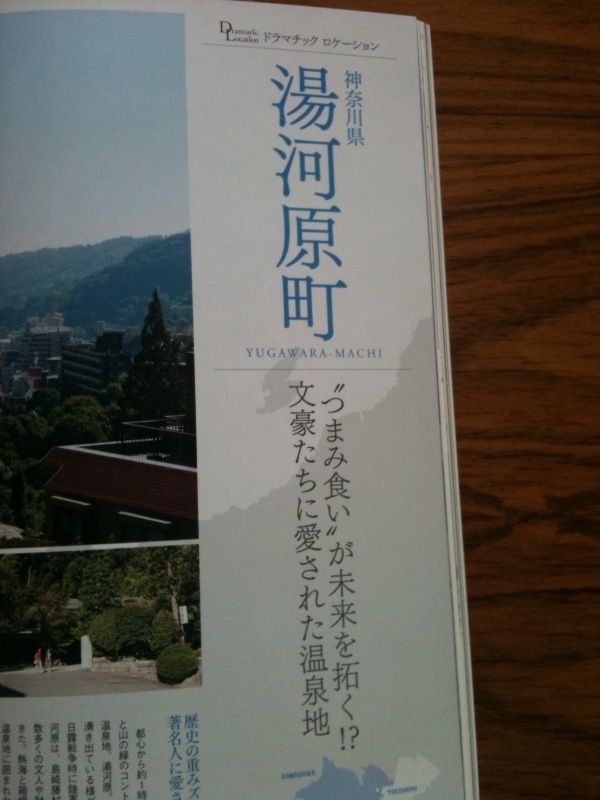 Dramatic Location ドラマチック ロケーション
神奈川県
湯河原町
YUGAWARA-MACHI
〝つまみ食い〟が未来を拓く!?
文豪たちに愛された温泉地
歴史の重みズ
著名人に愛さ
都心から約1時
と山の緑のコント
温泉地、湯河原。
湧き出ている様
日露戦争時に陸軍
河原は、島崎藤村
数多くの文人や
きた。熱海と箱根
温泉地に囲まれ
KANAGAWA
YOKOHAMA